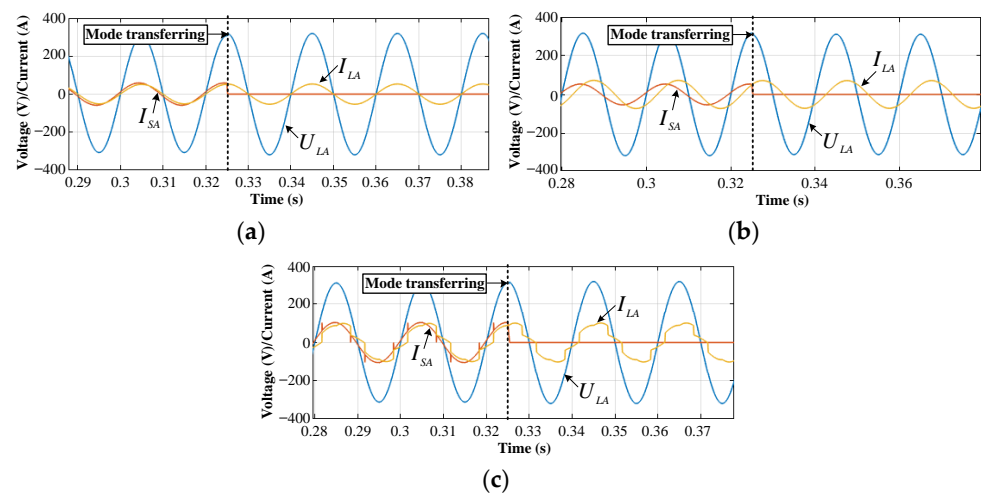 (a)
400
200
0
−200
−400
Voltage (V)/Current (A)
Mode transferring
I_LA
I_SA
U_LA
0.29 0.3 0.31 0.32 0.33 0.34 0.35 0.36 0.37 0.38
Time (s)
(a)
400
200
0
−200
−400
Voltage (V)/Current (A)
Mode transferring
I_LA
I_SA
U_LA
0.28 0.3 0.32 0.34 0.36
Time (s)
(b)
400
200
0
−200
−400
Voltage (V)/Current (A)
Mode transferring
I_LA
I_SA
U_LA
0.28 0.29 0.3 0.31 0.32 0.33 0.34 0.35 0.36 0.37
Time (s)
(c)